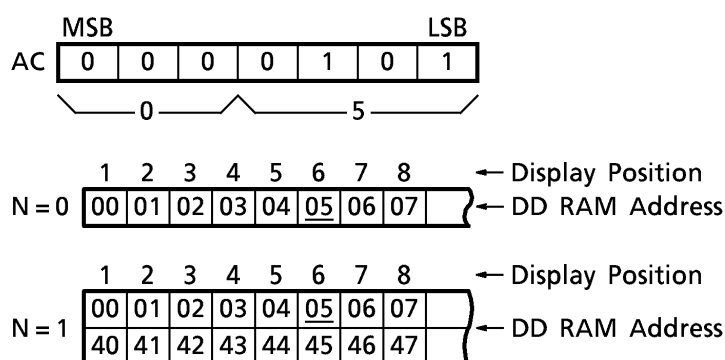 MSB LSB
AC 0 0 0 0 1 0 1
0 5
1 2 3 4 5 6 7 8 ← Display Position
N = 0 00 01 02 03 04 05 06 07 ← DD RAM Address
1 2 3 4 5 6 7 8 ← Display Position
00 01 02 03 04 05 06 07
N = 1 ← DD RAM Address
40 41 42 43 44 45 46 47